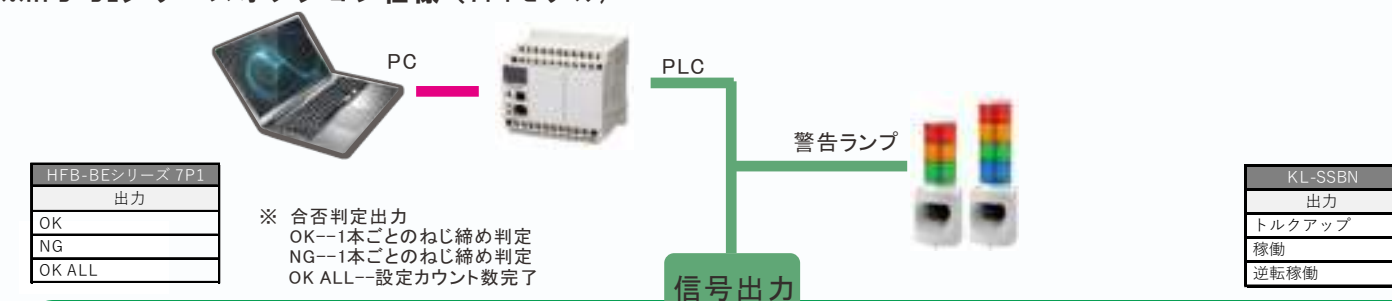 PC
PLC
警告ランプ
HFB-BEシリーズ 7P1
出力
OK
NG
OK ALL
※ 合否判定出力
OK--1本ごとのねじ締め判定
NG--1本ごとのねじ締め判定
OK ALL--設定カウント数完了
信号出力
KL-SSBN
出力
トルクアップ
稼働
逆転稼働